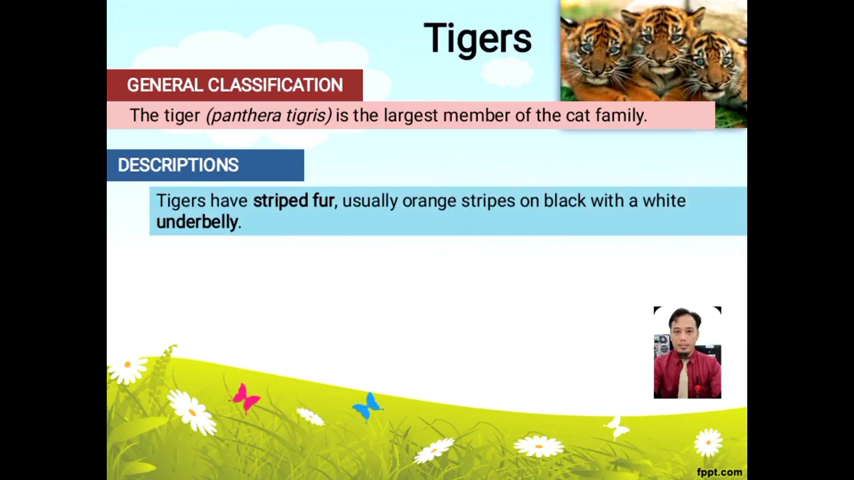 Tigers
GENERAL CLASSIFICATION
The tiger (panthera tigris) is the largest member of the cat family.
DESCRIPTIONS
Tigers have striped fur, usually orange stripes on black with a white
underbelly.
fppt.com